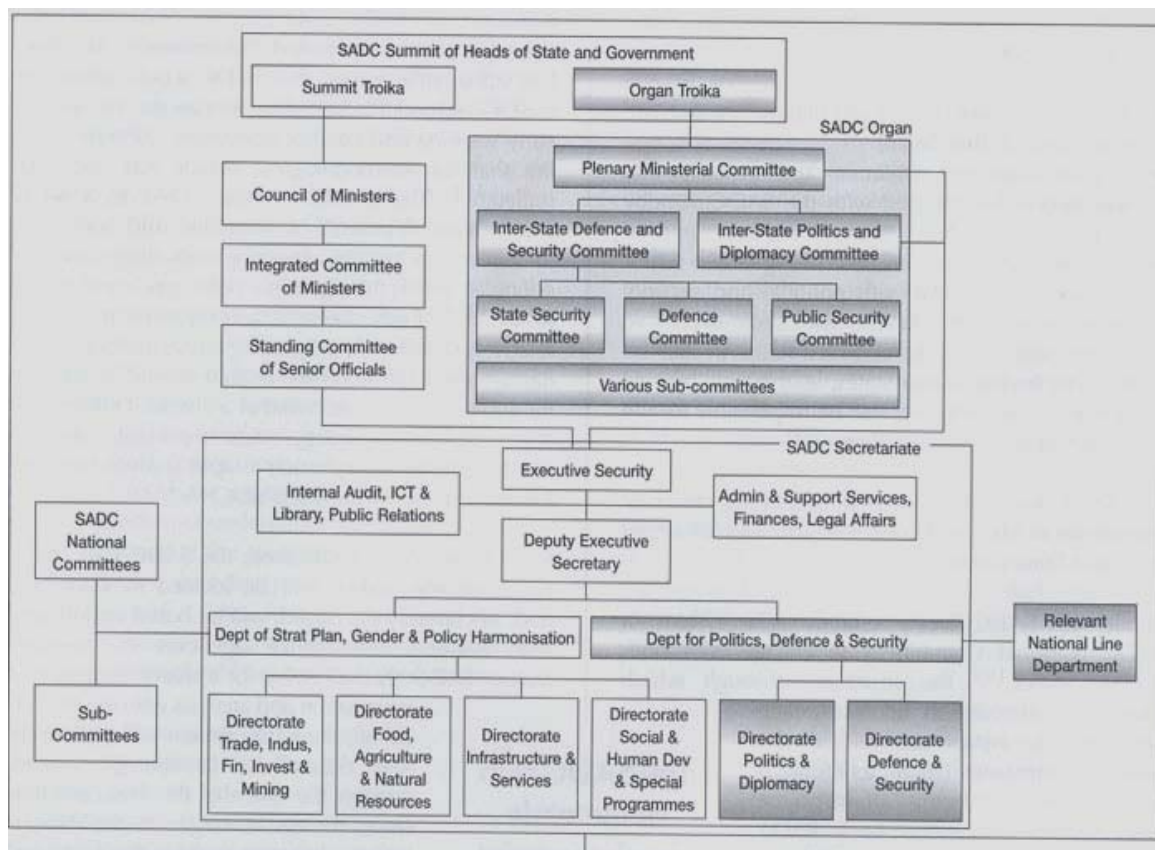 SADC Summit of Heads of State and Government
Summit Troika
Organ Troika
SADC Organ
Plenary Ministerial Committee
Council of Ministers
Inter-State Defence and
Security Committee
Inter-State Politics and
Diplomacy Committee
Integrated Committee
of Ministers
State Security
Committee
Defence
Committee
Public Security
Committee
Standing Committee
of Senior Officials
Various Sub-committees
SADC Secretariate
Executive Security
Internal Audit, ICT &
Library, Public Relations
Admin & Support Services,
Finances, Legal Affairs
SADC
National
Committees
Deputy Executive
Secretary
Dept of Strat Plan, Gender & Policy Harmonisation
Dept for Politics, Defence & Security
Relevant
National Line
Department
Sub-
Committees
Directorate
Trade, Indus,
Fin, Invest &
Mining
Directorate
Food,
Agriculture
& Natural
Resources
Directorate
Infrastructure &
Services
Directorate
Social &
Human Dev
& Special
Programmes
Directorate
Politics &
Diplomacy
Directorate
Defence &
Security